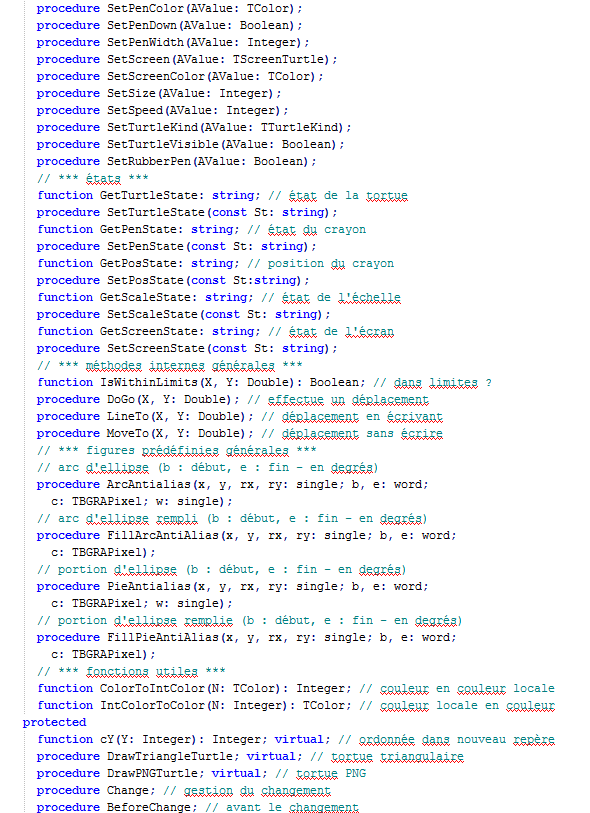 procedure SetPenColor(AValue: TColor);
procedure SetPenDown(AValue: Boolean);
procedure SetPenWidth(AValue: Integer);
procedure SetScreen(AValue: TScreenTurtle);
procedure SetScreenColor(AValue: TColor);
procedure SetSize(AValue: Integer);
procedure SetSpeed(AValue: Integer);
procedure SetTurtleKind(AValue: TTurtleKind);
procedure SetTurtleVisible(AValue: Boolean);
procedure SetRubberPen(AValue: Boolean);
// *** états ***
function GetTurtleState: string; // état de la tortue
procedure SetTurtleState(const St: string);
function GetPenState: string; // état du crayon
procedure SetPenState(const St: string);
function GetPosState: string; // position du crayon
procedure SetPosState(const St:string);
function GetScaleState: string; // état de l'échelle
procedure SetScaleState(const St: string);
function GetScreenState: string; // état de l'écran
procedure SetScreenState(const St: string);
// *** méthodes internes générales ***
function IsWithinLimits(X, Y: Double): Boolean; // dans limites ?
procedure DoGo(X, Y: Double); // effectue un déplacement
procedure LineTo(X, Y: Double); // déplacement en écrivant
procedure MoveTo(X, Y: Double); // déplacement sans écrire
// *** figures prédéfinies générales ***
// arc d'ellipse (b : début, e : fin - en degrés)
procedure ArcAntialias(x, y, rx, ry: single; b, e: word;
c: TBGRAPixel; w: single);
// arc d'ellipse rempli (b : début, e : fin - en degrés)
procedure FillArcAntiAlias(x, y, rx, ry: single; b, e: word;
c: TBGRAPixel);
// portion d'ellipse (b : début, e : fin - en degrés)
procedure PieAntialias(x, y, rx, ry: single; b, e: word;
c: TBGRAPixel; w: single);
// portion d'ellipse remplie (b : début, e : fin - en degrés)
procedure FillPieAntiAlias(x, y, rx, ry: single; b, e: word;
c: TBGRAPixel);
// *** fonctions utiles ***
function ColorToIntColor(N: TColor): Integer; // couleur en couleur locale
function IntColorToColor(N: Integer): TColor; // couleur locale en couleur
protected
function cY(Y: Integer): Integer; virtual; // ordonnée dans nouveau repère
procedure DrawTriangleTurtle; virtual; // tortue triangulaire
procedure DrawPNGTurtle; virtual; // tortue PNG
procedure Change; // gestion du changement
procedure BeforeChange; // avant le changement